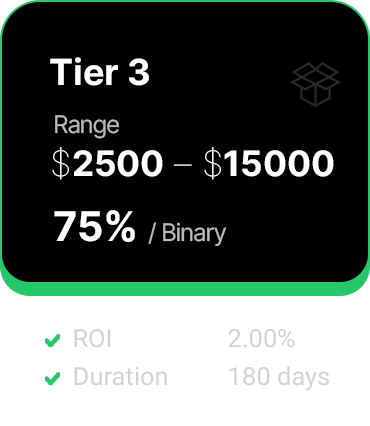 Tier 3
Range
$2500 – $15000
75% / Binary
ROI 2.00%
Duration 180 days